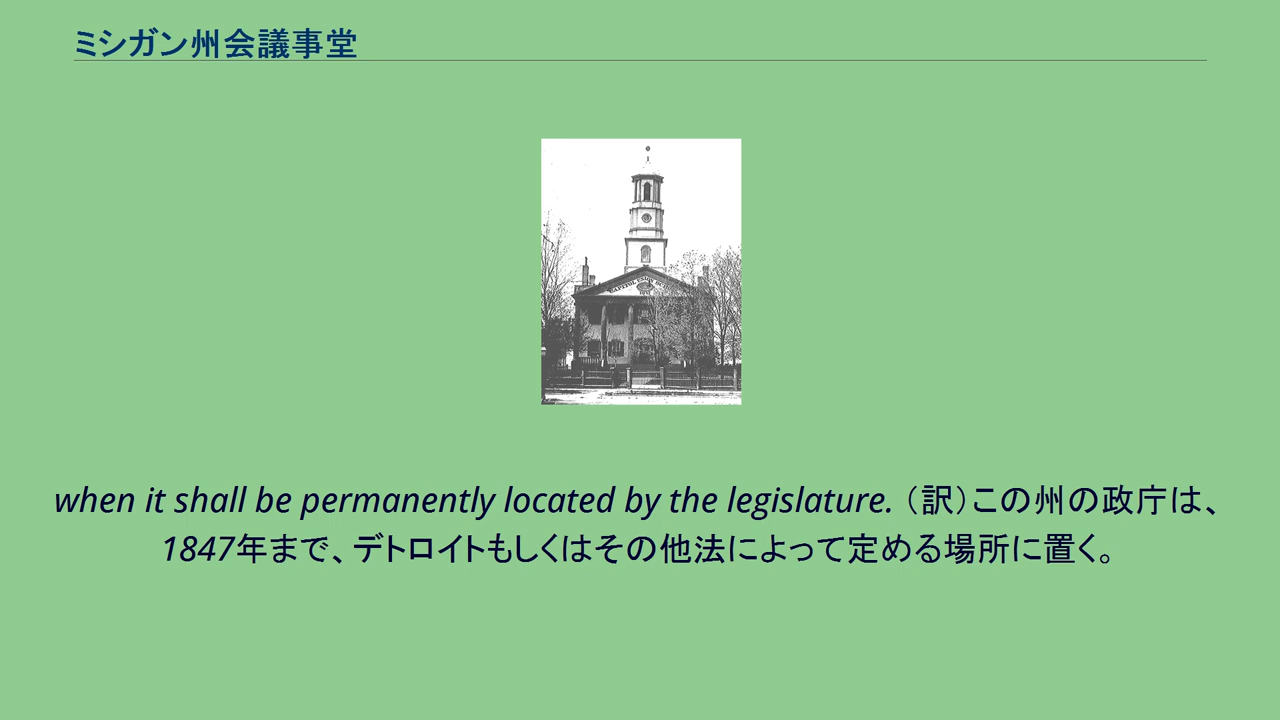 ミシガン州会議事堂
when it shall be permanently located by the legislature.（訳）この州の政庁は、
1847年まで、デトロイトもしくはその他法によって定める場所に置く。